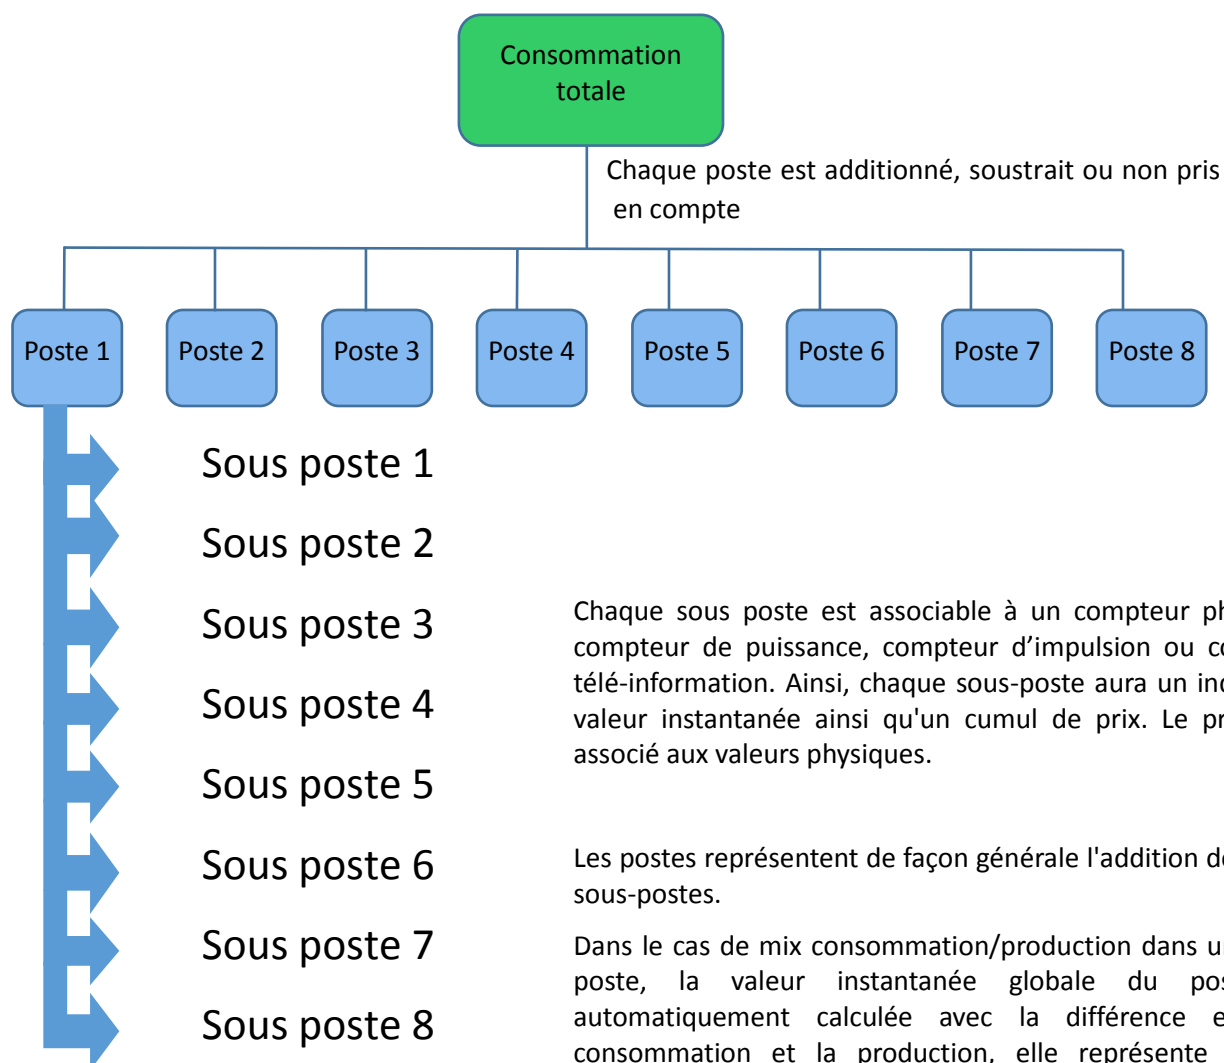 Consommation
totale
Chaque poste est additionné, soustrait ou non pris
en compte
Poste 1
Poste 2
Poste 3
Poste 4
Poste 5
Poste 6
Poste 7
Poste 8
Sous poste 1
Sous poste 2
Sous poste 3
Sous poste 4
Sous poste 5
Sous poste 6
Sous poste 7
Sous poste 8
Chaque sous poste est associable à un compteur
compteur de puissance, compteur d’impulsion ou
télé-information. Ainsi, chaque sous-poste aura un
valeur instantanée ainsi qu'un cumul de prix. Le
associé aux valeurs physiques.
Les postes représentent de façon générale l'addition
sous-postes.
Dans le cas de mix consommation/production dans
poste, la valeur instantanée globale du
automatiquement calculée avec la différence
consommation et la production, elle représente